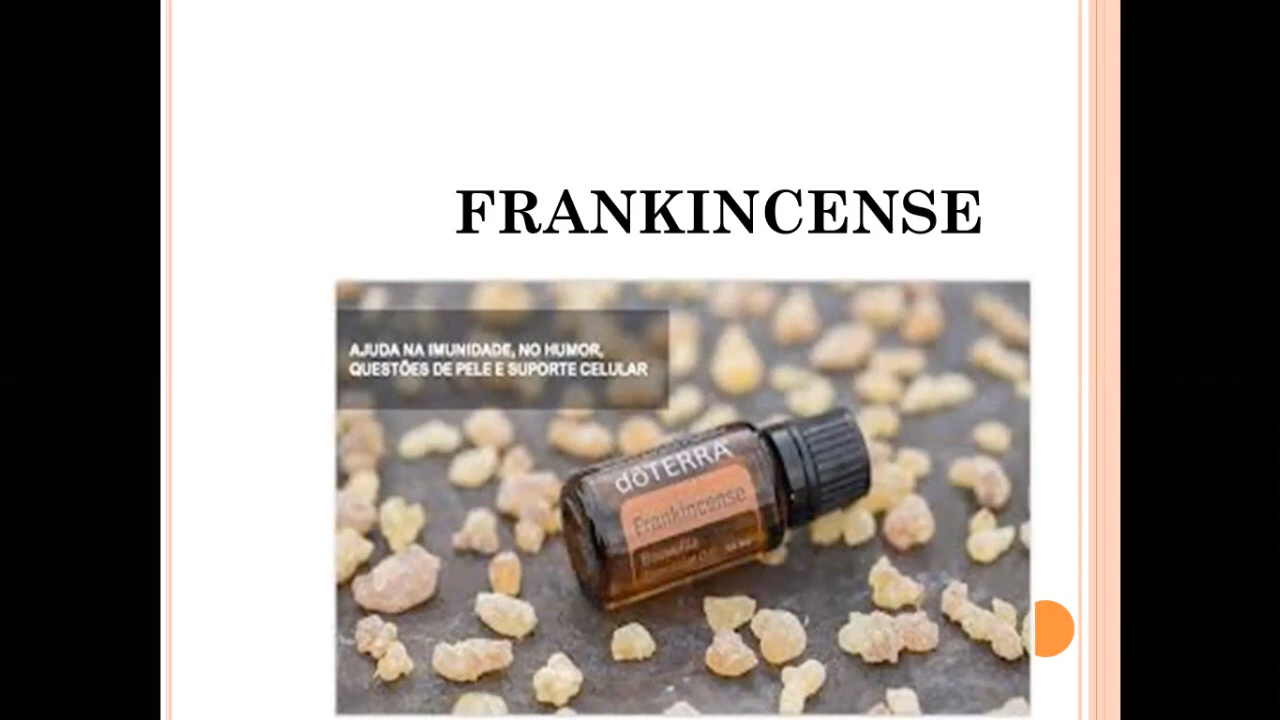 FRANKINCENSE
AJUDA NA IMUNIDADE, NO HUMOR,
QUESTÕES DE PELE E SUPORTE CELULAR
dōTERRA
Frankincense